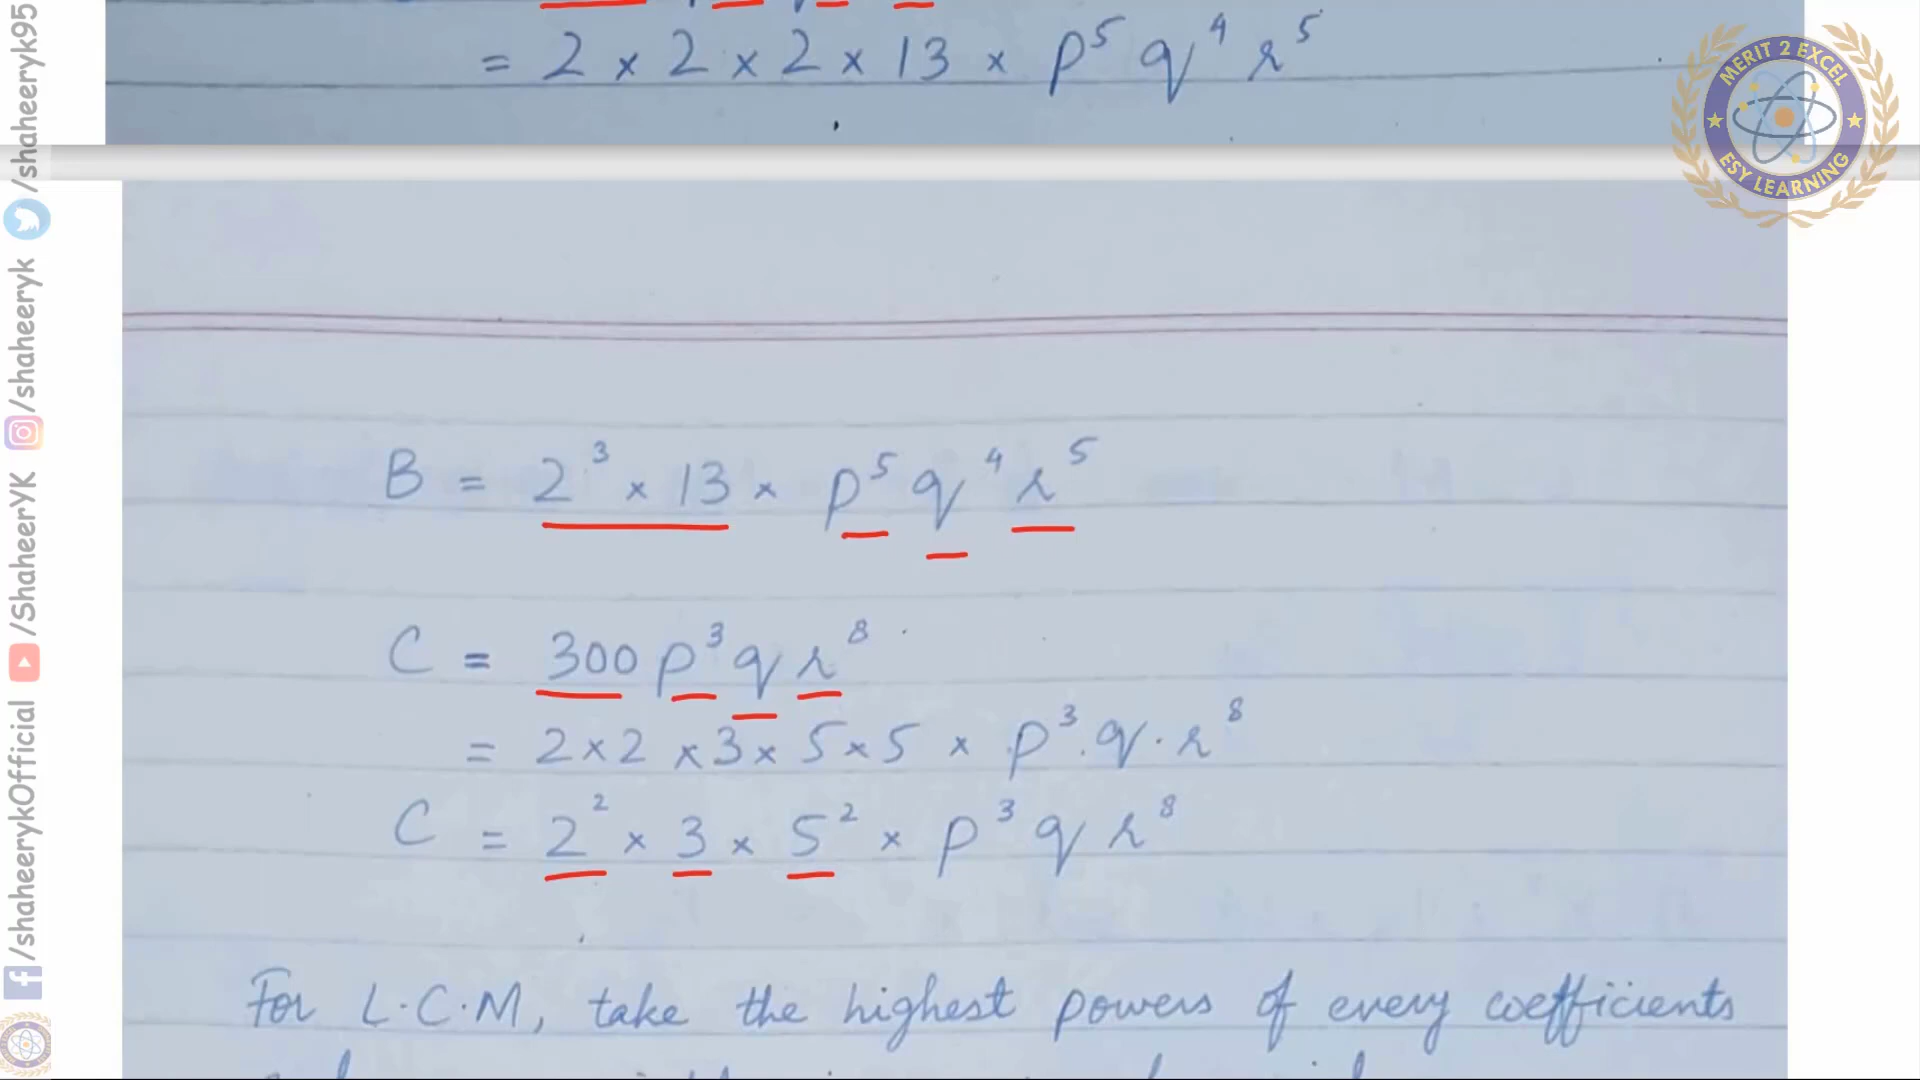 = 2 × 2 × 2 × 13 × p⁵ q⁴ r⁵
MERIT 2 EXCEL
ESY LEARNING
B = 2³ × 13 × p⁵ q⁴ r⁵
C = 300 p³ q r⁸
= 2 × 2 × 3 × 5 × 5 × p³ . q . r⁸
C = 2² × 3 × 5² × p³ q r⁸
For L.C.M, take the highest powers of every coefficients
/shaheerykOfficial
/ShaheerYK
/shaheeryk
/shaheeryk95